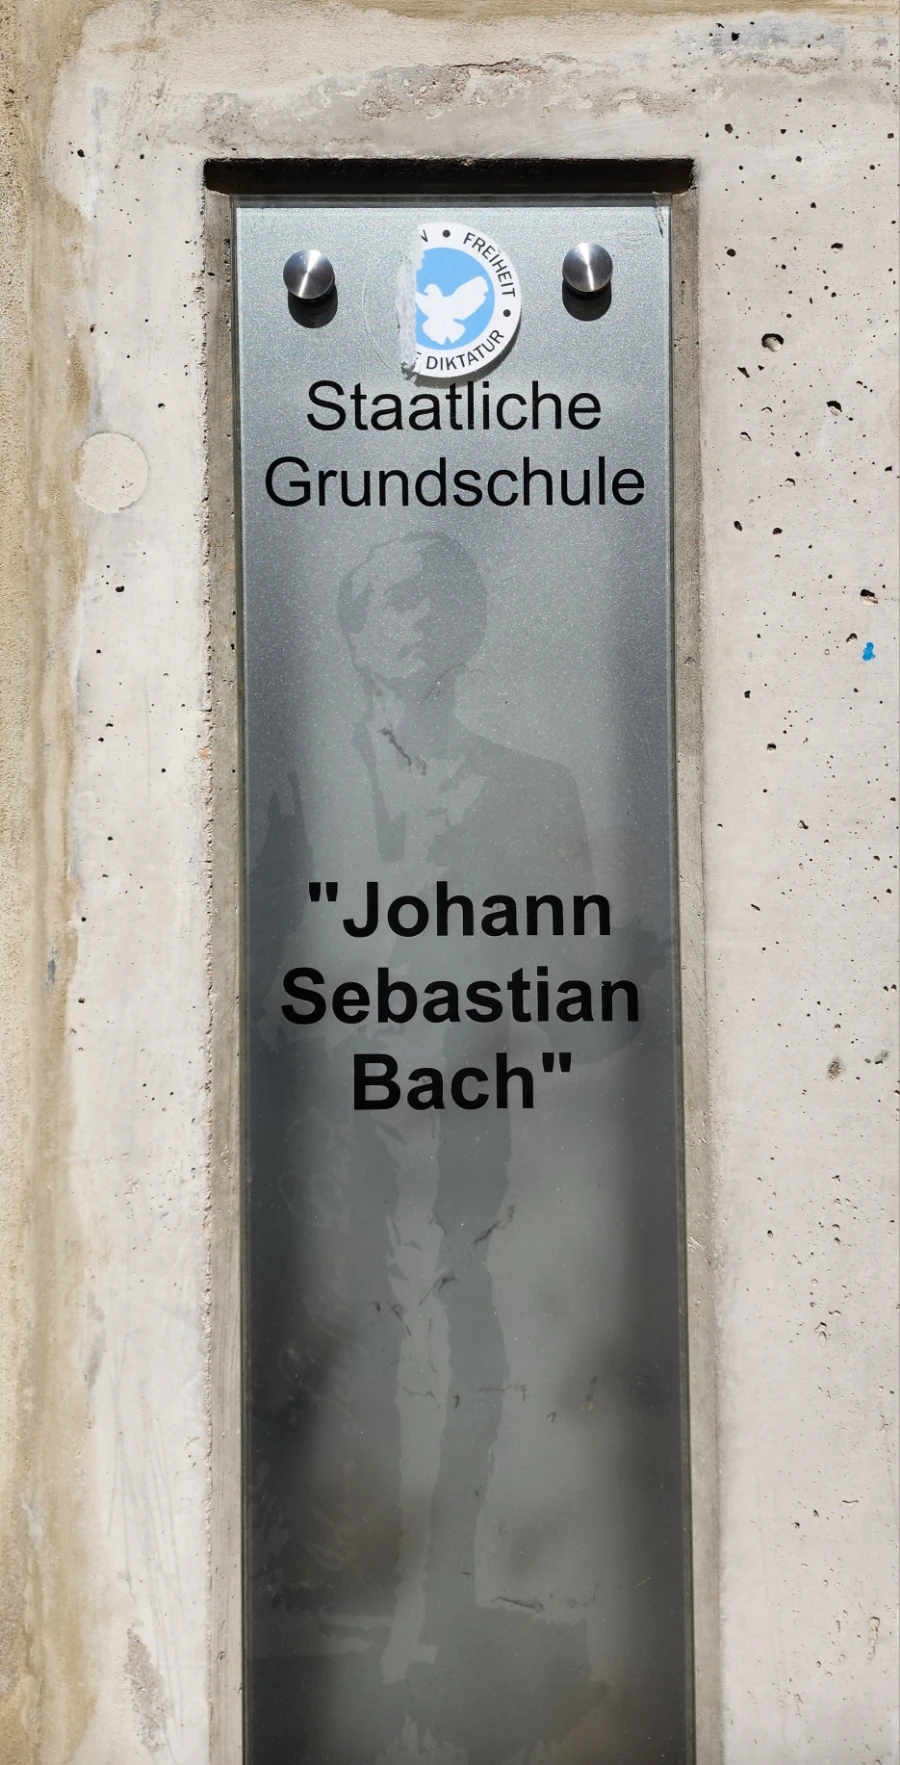 FREIHEIT
DIKTATUR
Staatliche
Grundschule
"Johann
Sebastian
Bach"